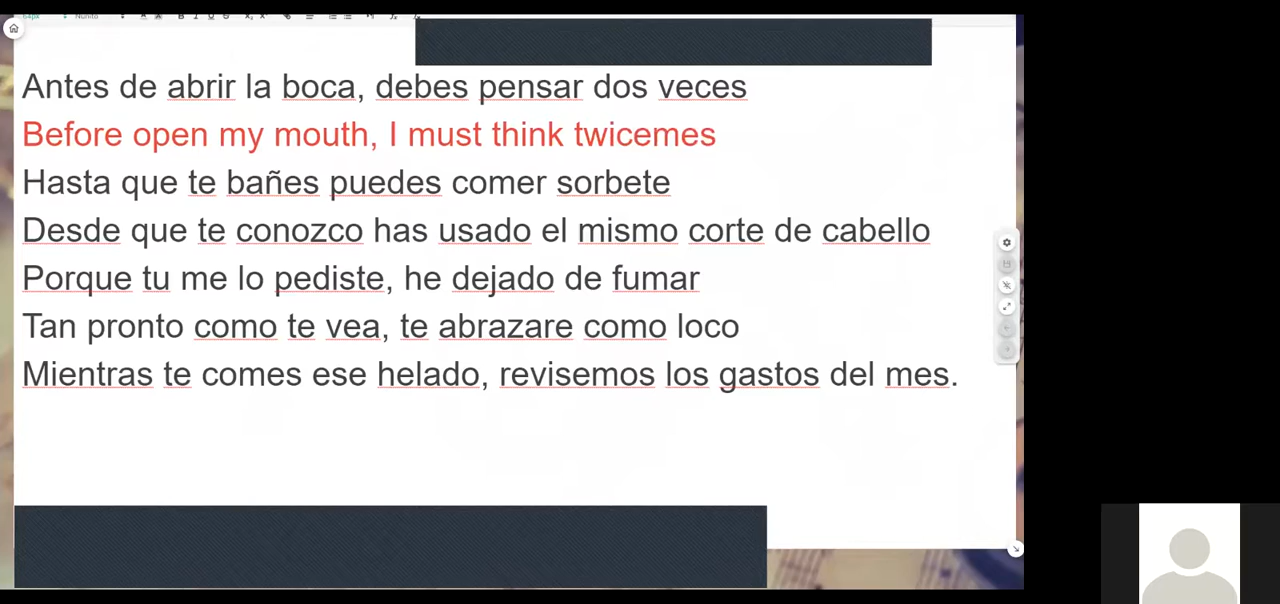 Nunito
Antes de abrir la boca, debes pensar dos veces
Before open my mouth, I must think twicemes
Hasta que te bañes puedes comer sorbete
Desde que te conozco has usado el mismo corte de cabello
Porque tu me lo pediste, he dejado de fumar
Tan pronto como te vea, te abrazare como loco
Mientras te comes ese helado, revisemos los gastos del mes.